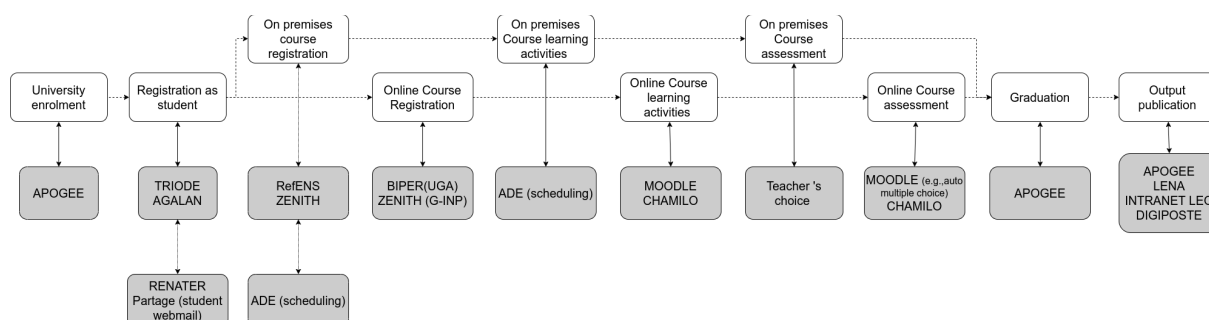 On premises
course
registration
On premises
Course learning
activities
On premises
Course
assessment
University
enrolment
Registration as
student
Online Course
Registration
Online Course
learning
activities
Online Course
assessment
Graduation
Output
publication
APOGEE
TRIODE
AGALAN
RefENS
ZENITH
BIPER(UGA)
ZENITH (G-INP)
ADE (scheduling)
MOODLE
CHAMILO
Teacher 's
choice
MOODLE (e.g.,auto
multiple choice)
CHAMILO
APOGEE
APOGEE
LENA
INTRANET LEO
DIGIPOSTE
RENATER
Partage (student
webmail)
ADE (scheduling)